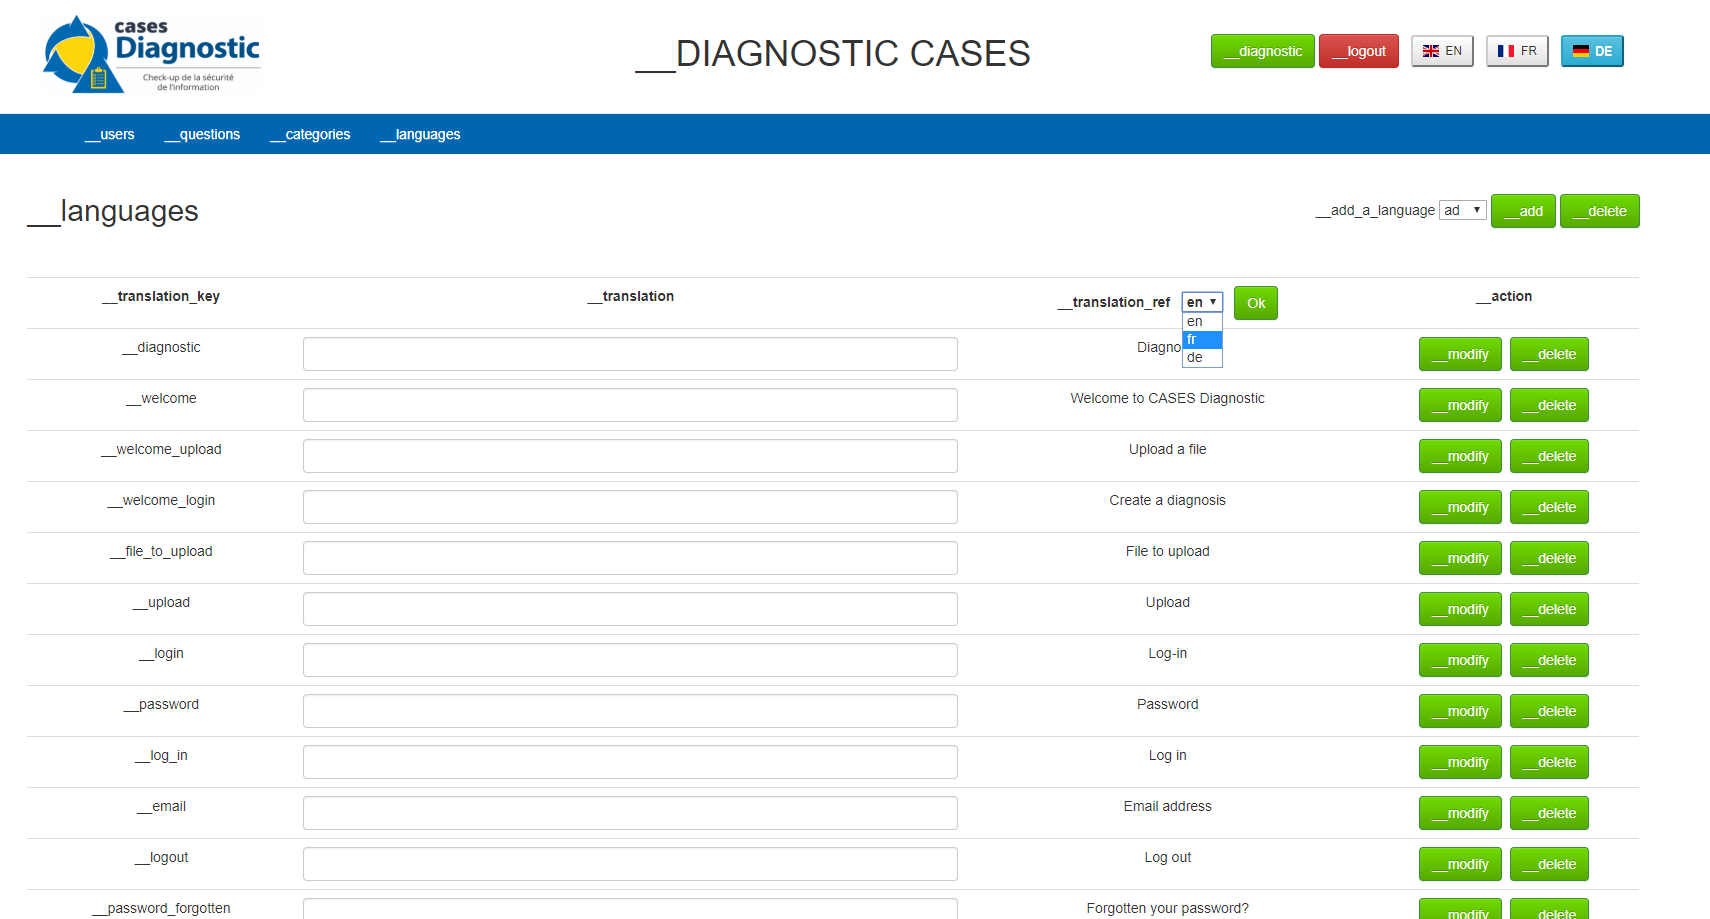 cases
Diagnostic
Check-up de la sécurité
de l'information
__DIAGNOSTIC CASES
__diagnostic __logout EN FR DE
__users __questions __categories __languages
__languages
__add_a_language ad __add __delete
__translation_key __translation __translation_ref en Ok __action
en
fr
de
__diagnostic Diagno __modify __delete
__welcome Welcome to CASES Diagnostic __modify __delete
__welcome_upload Upload a file __modify __delete
__welcome_login Create a diagnosis __modify __delete
__file_to_upload File to upload __modify __delete
__upload Upload __modify __delete
__login Log-in __modify __delete
__password Password __modify __delete
__log_in Log in __modify __delete
__email Email address __modify __delete
__logout Log out __modify __delete
__password_forgotten Forgotten your password? __modify __delete